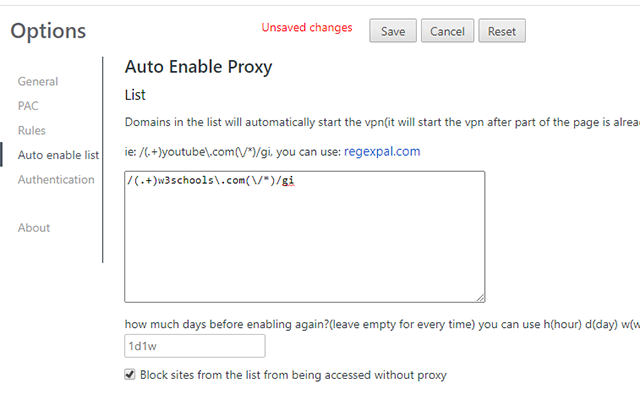 Options
Unsaved changes
Save
Cancel
Reset
General
PAC
Rules
Auto enable list
Authentication
About
Auto Enable Proxy
List
Domains in the list will automatically start the vpn(it will start the vpn after part of the page is
ie: /(.+)youtube\.com(\/*)/gi, you can use: regexpal.com
/(.+)w3schools\.com(\/*)/gi
how much days before enabling again?(leave empty for every time) you can use h(hour) d(day)
1d1w
Block sites from the list from being accessed without proxy